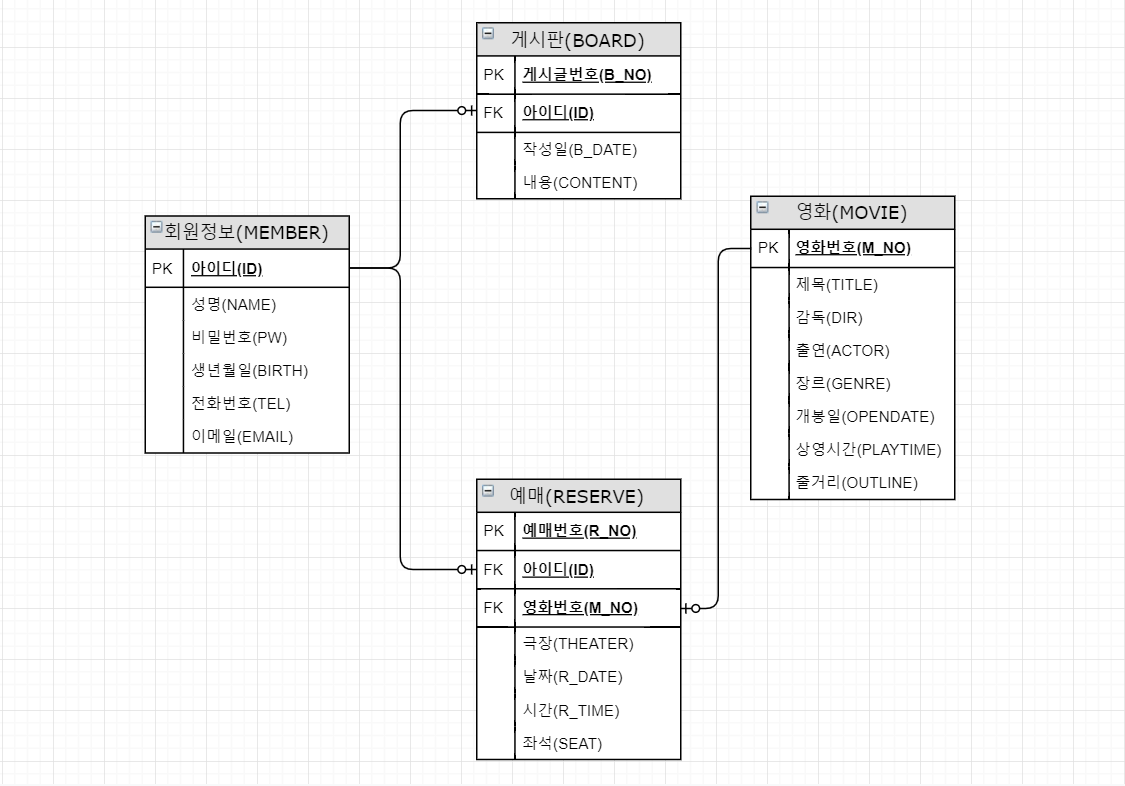 게시판(BOARD)
PK 게시글번호(B_NO)
FK 아이디(ID)
작성일(B_DATE)
내용(CONTENT)
회원정보(MEMBER)
PK 아이디(ID)
성명(NAME)
비밀번호(PW)
생년월일(BIRTH)
전화번호(TEL)
이메일(EMAIL)
영화(MOVIE)
PK 영화번호(M_NO)
제목(TITLE)
감독(DIR)
출연(ACTOR)
장르(GENRE)
개봉일(OPENDATE)
상영시간(PLAYTIME)
줄거리(OUTLINE)
예매(RESERVE)
PK 예매번호(R_NO)
FK 아이디(ID)
FK 영화번호(M_NO)
극장(THEATER)
날짜(R_DATE)
시간(R_TIME)
좌석(SEAT)